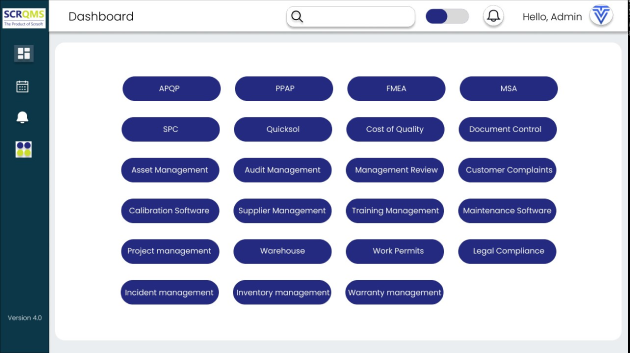 SCRQMS
The Product of Scrsoft
Dashboard
Hello, Admin
APQP
PPAP
FMEA
MSA
SPC
Quicksol
Cost of Quality
Document Control
Asset Management
Audit Management
Management Review
Customer Complaints
Calibration Software
Supplier Management
Training Management
Maintenance Software
Project management
Warehouse
Work Permits
Legal Compliance
Incident management
Inventory management
Warranty management
Version 4.0